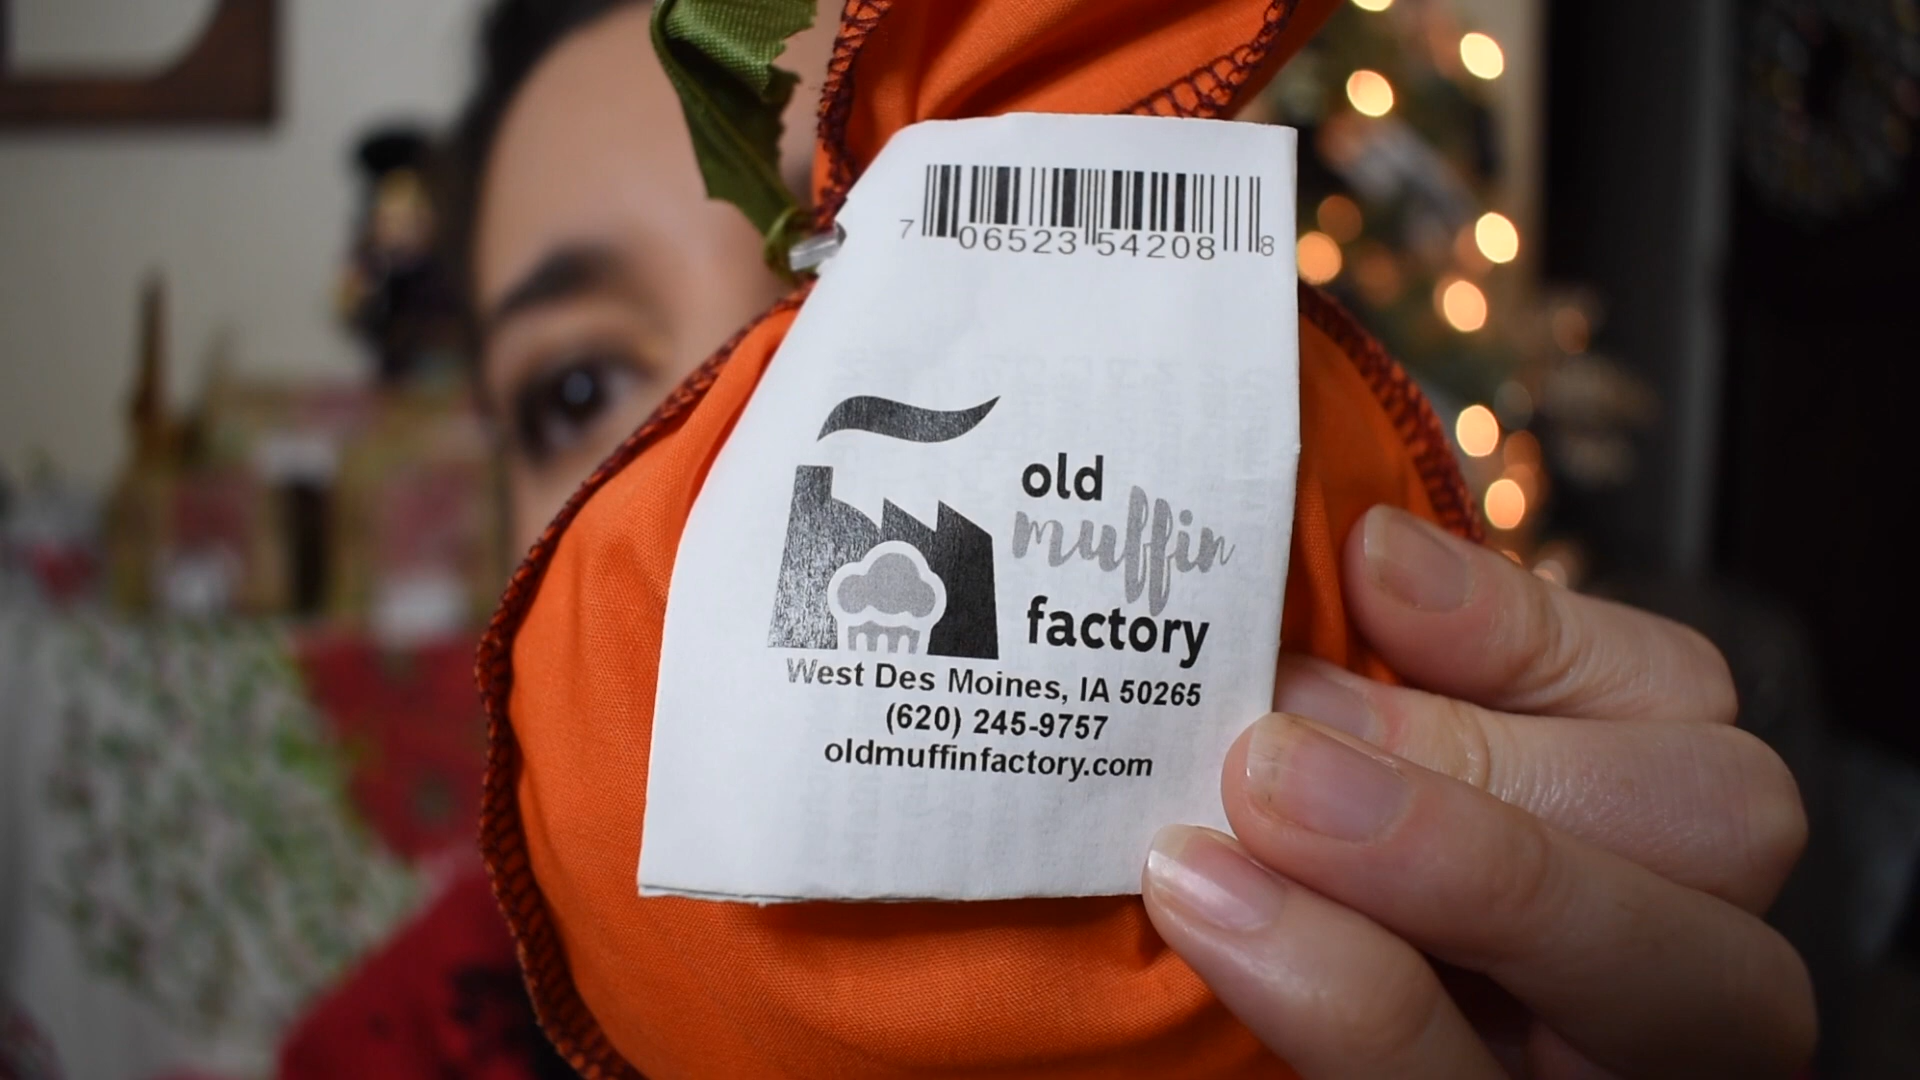 7 06523 54208 8
old
muffin
factory
West Des Moines, IA 50265
(620) 245-9757
oldmuffinfactory.com